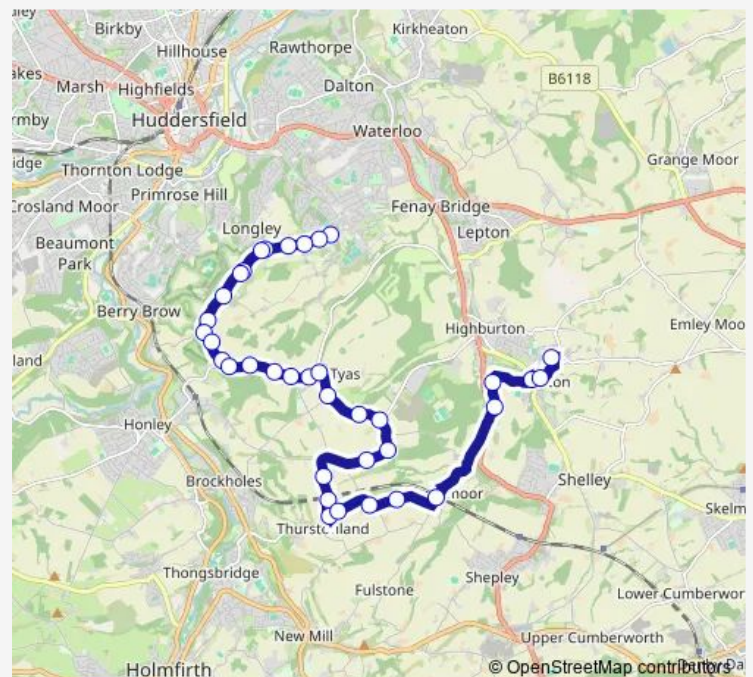 Birkby
Kirkheaton
Hillhouse
Rawthorpe
B6118
Marsh
Highfields
Dalton
Huddersfield
Waterloo
Grange Moor
Thornton Lodge
Primrose Hill
Crosland Moor
Longley
Fenay Bridge
Lepton
Beaumont
Park
Berry Brow
Highburton
Emley Moo
land
Tyas
Honley
Brockholes
Shelley
Skelm
Thurstonland
Thongsbridge
Shepley
Fulstone
Lower Cumberwor
New Mill
Upper Cumberworth
Holmfirth
© OpenStreetMap contributors